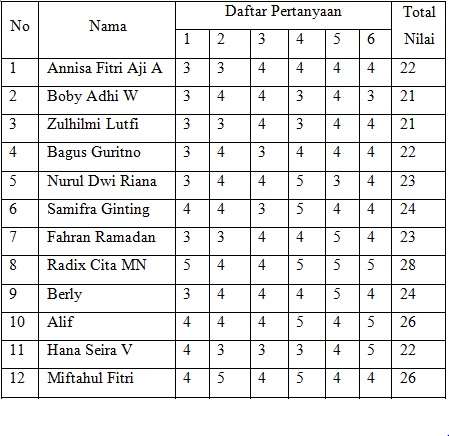 No Nama Daftar Pertanyaan Total Nilai
1 2 3 4 5 6
1 Annisa Fitri Aji A 3 3 4 4 4 4 22
2 Boby Adhi W 3 4 4 3 4 3 21
3 Zulhilmi Lutfi 3 3 4 3 4 4 21
4 Bagus Guritno 3 4 3 4 4 4 22
5 Nurul Dwi Riana 3 4 4 5 3 4 23
6 Samifra Ginting 4 4 3 5 4 4 24
7 Fahran Ramadan 3 3 4 4 5 4 23
8 Radix Cita MN 5 4 4 5 5 5 28
9 Berly 3 4 4 4 5 4 24
10 Alif 4 4 4 5 4 5 26
11 Hana Seira V 4 3 3 3 4 5 22
12 Miftahul Fitri 4 5 4 5 4 4 26